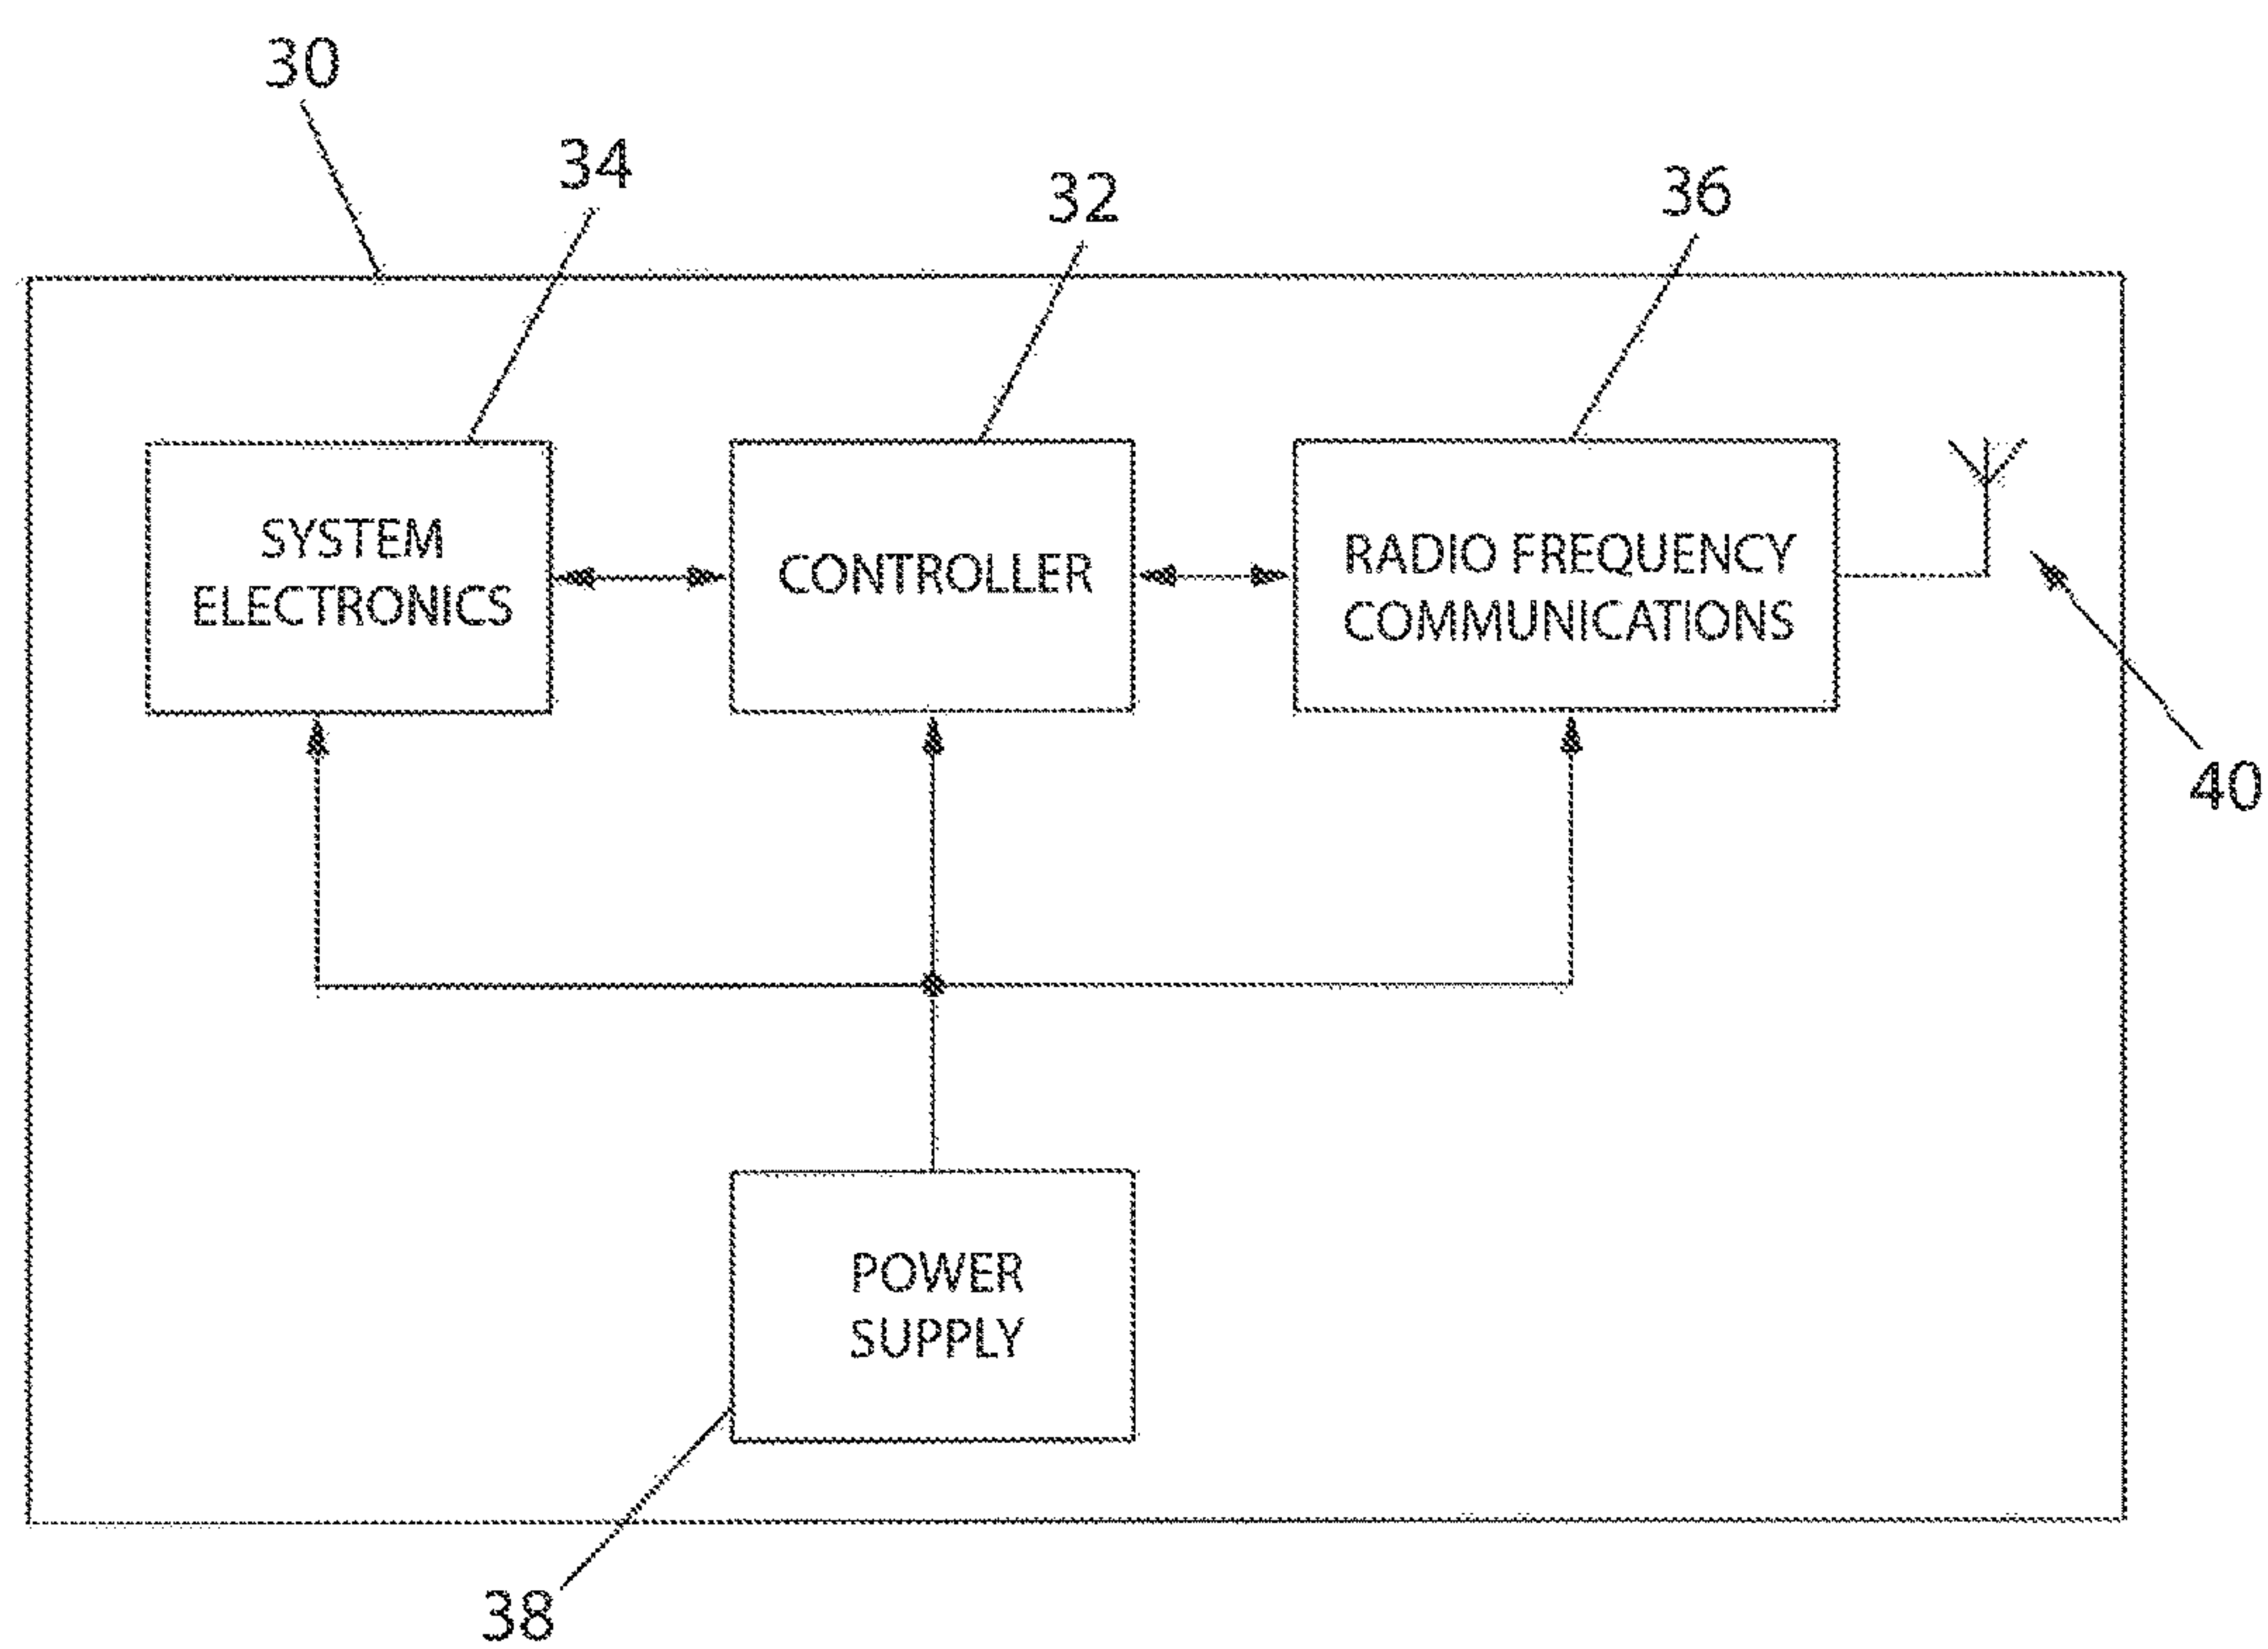 30
34
32
36
SYSTEM
ELECTRONICS
CONTROLLER
RADIO FREQUENCY
COMMUNICATIONS
40
POWER
SUPPLY
38